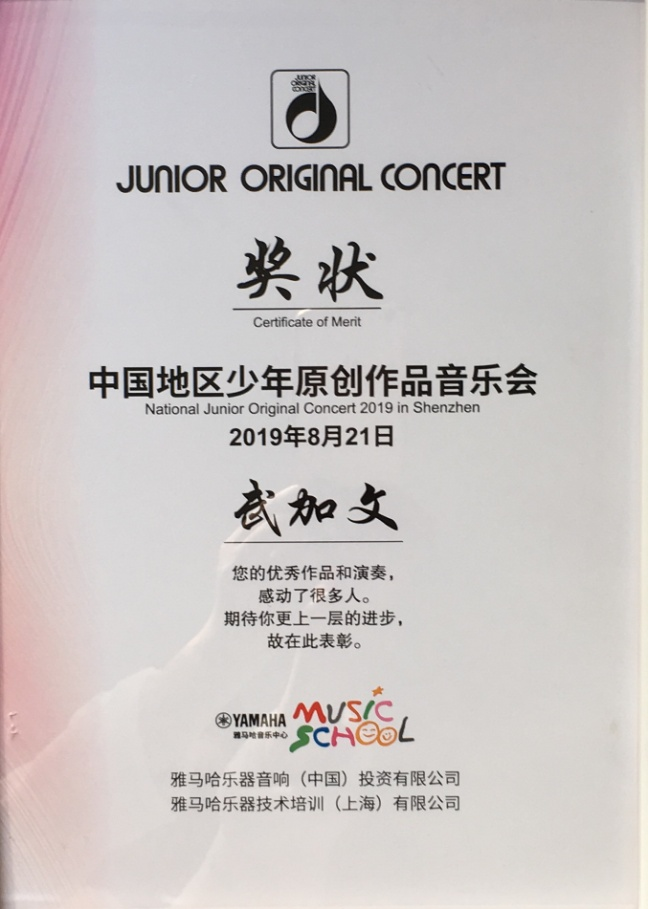 JUNIOR ORIGINAL CONCERT
JUNIOR ORIGINAL CONCERT
奖状
Certificate of Merit
中国地区少年原创作品音乐会
National Junior Original Concert 2019 in Shenzhen
2019年8月21日
武加文
您的优秀作品和演奏，
感动了很多人。
期待你更上一层的进步，
故在此表彰。
YAMAHA MUSIC SCHOOL
雅马哈音乐中心
雅马哈乐器音响（中国）投资有限公司
雅马哈乐器技术培训（上海）有限公司